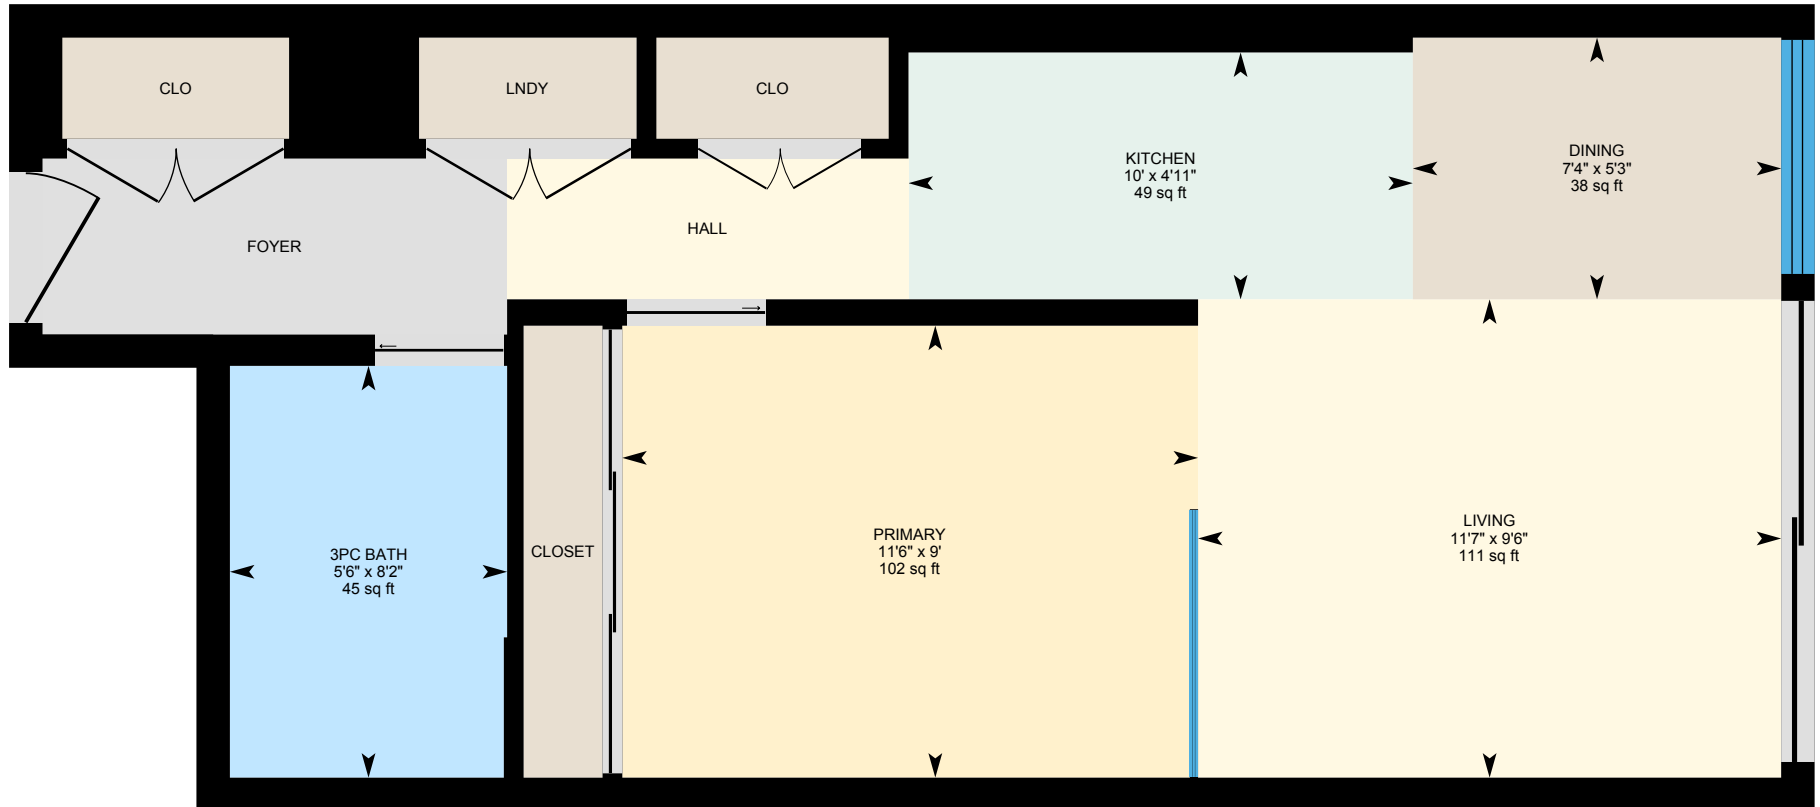 CLO
LNDY
CLO
KITCHEN
10' x 4'11"
49 sq ft
DINING
7'4" x 5'3"
38 sq ft
FOYER
HALL
3PC BATH
5'6" x 8'2"
45 sq ft
CLOSET
PRIMARY
11'6" x 9'
102 sq ft
LIVING
11'7" x 9'6"
111 sq ft